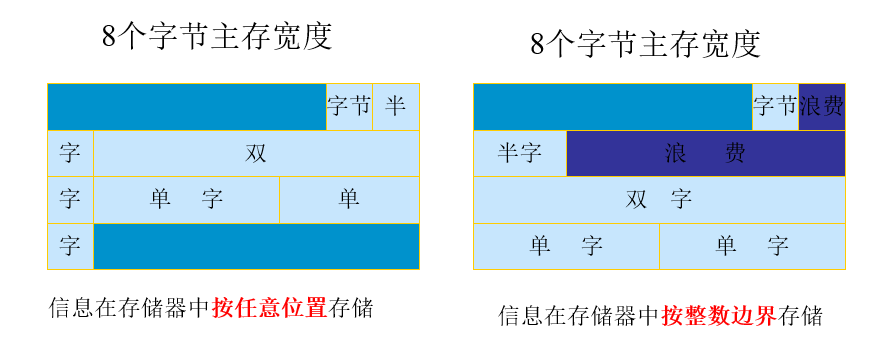 8个字节主存宽度
字节 半
字 双
字 单 字 单
字
信息在存储器中按任意位置存储
8个字节主存宽度
字节 浪费
半字 浪 费
双 字
单 字 单 字
信息在存储器中按整数边界存储